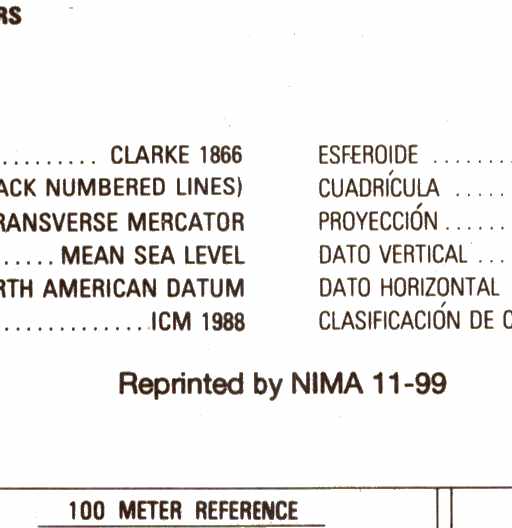 RS
.......... CLARKE 1866
ACK NUMBERED LINES)
RANSVERSE MERCATOR
..... MEAN SEA LEVEL
RTH AMERICAN DATUM
...............ICM 1988
ESFEROIDE ........
CUADRÍCULA .....
PROYECCIÓN......
DATO VERTICAL ...
DATO HORIZONTAL
CLASIFICACIÓN DE C
Reprinted by NIMA 11-99
100 METER REFERENCE